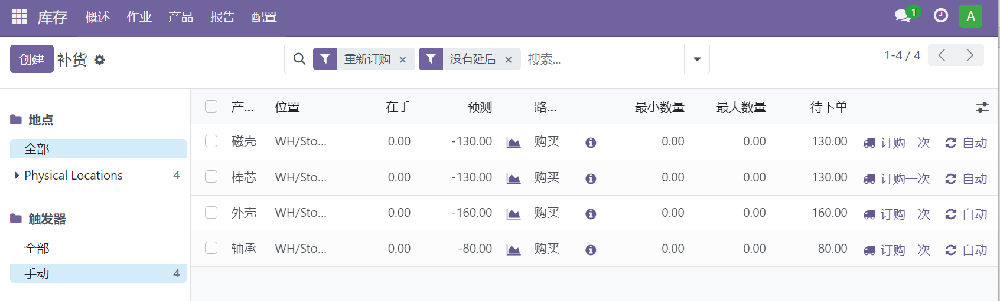 库存 概述 作业 产品 报告 配置 1 A
创建 补货 重新订购 × 没有延后 × 搜索... 1-4 / 4
地点
全部
Physical Locations 4
触发器
全部
手动 4
产... 位置 在手 预测 路... 最小数量 最大数量 待下单
磁壳 WH/Sto... 0.00 -130.00 购买 0.00 0.00 130.00 订购一次 自动
棒芯 WH/Sto... 0.00 -130.00 购买 0.00 0.00 130.00 订购一次 自动
外壳 WH/Sto... 0.00 -160.00 购买 0.00 0.00 160.00 订购一次 自动
轴承 WH/Sto... 0.00 -80.00 购买 0.00 0.00 80.00 订购一次 自动